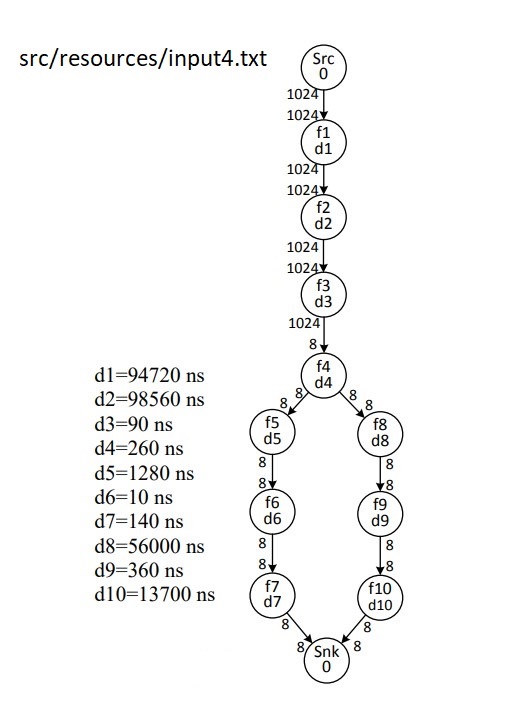 src/resources/input4.txt
Src
0
1024
1024
f1
d1
1024
1024
f2
d2
1024
1024
f3
d3
1024
8
f4
d4
d1=94720 ns
d2=98560 ns
d3=90 ns
d4=260 ns
d5=1280 ns
d6=10 ns
d7=140 ns
d8=56000 ns
d9=360 ns
d10=13700 ns
8 8
8 8
f5
d5
f8
d8
8 8
8 8
f6
d6
f9
d9
8 8
8 8
f7
d7
f10
d10
8 8
8 8
Snk
0